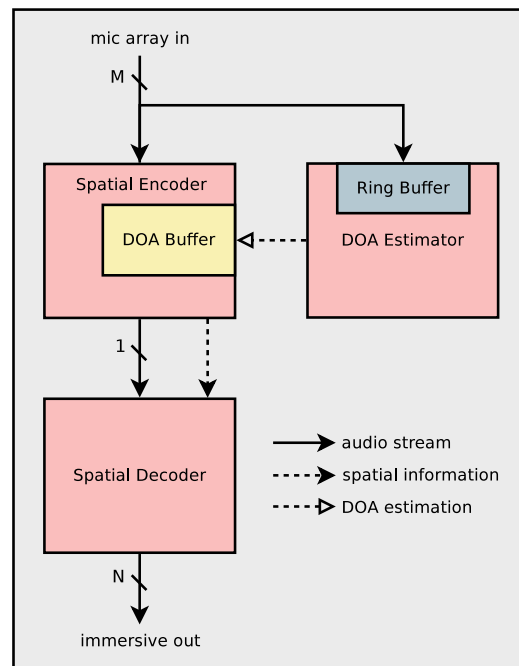 mic array in
M
Spatial Encoder
Ring Buffer
DOA Buffer
DOA Estimator
1
Spatial Decoder
audio stream
spatial information
DOA estimation
N
immersive out